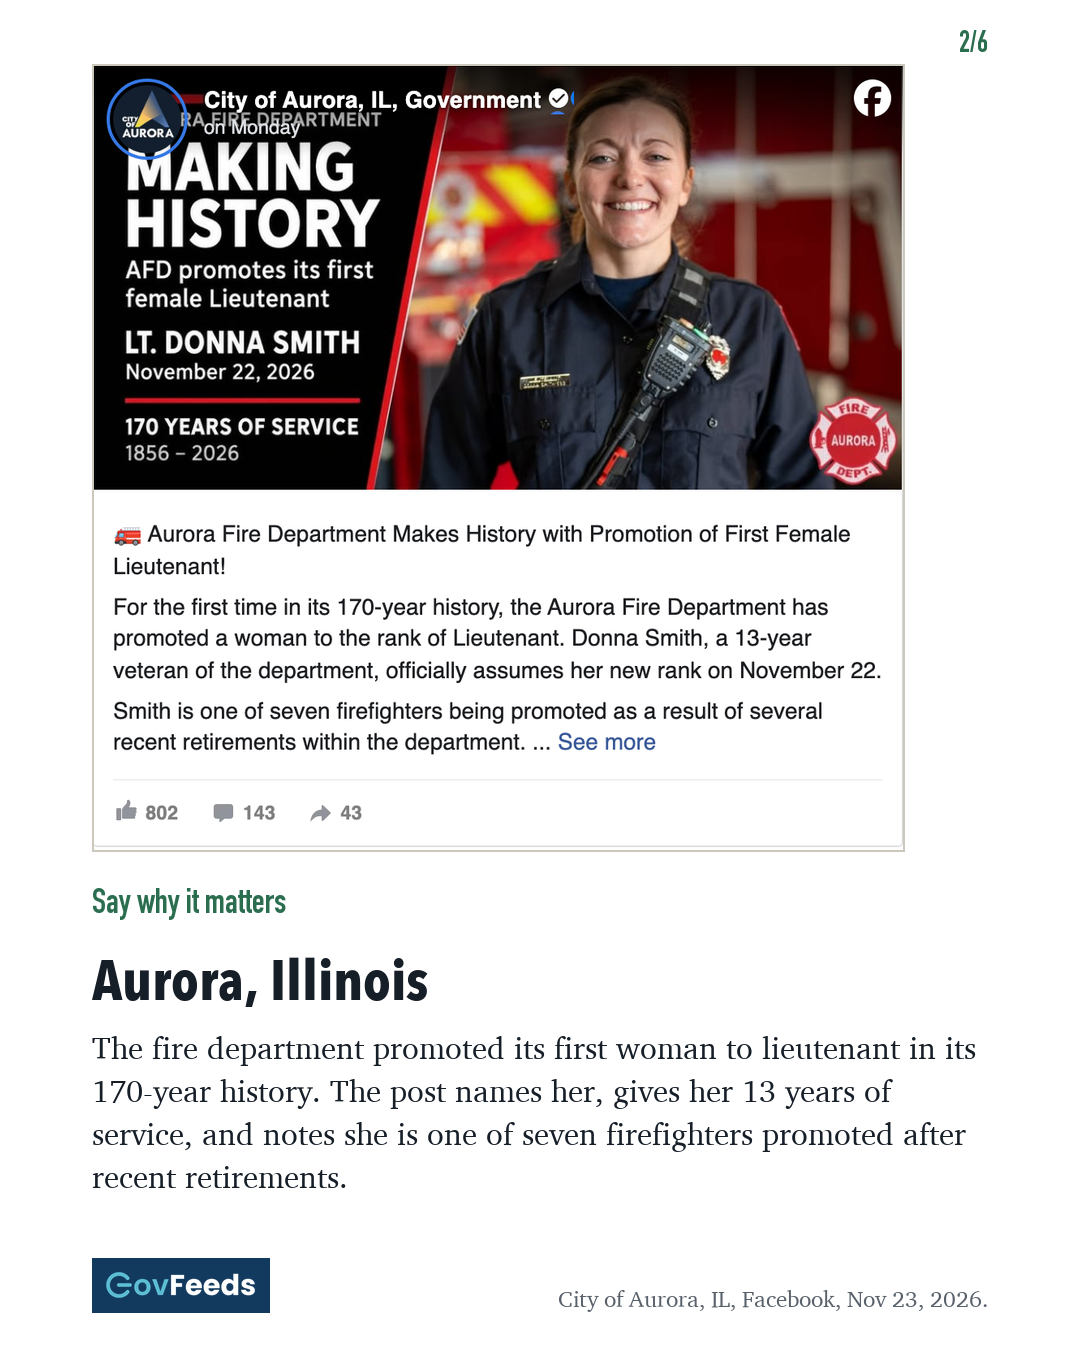 2/6
City of Aurora, IL, Government
RA FIRE DEPARTMENT
on Monday
CITY OF AURORA
MAKING
HISTORY
AFD promotes its first
female Lieutenant
LT. DONNA SMITH
November 22, 2026
170 YEARS OF SERVICE
1856 – 2026
FIRE
AURORA
DEPT.
Aurora Fire Department Makes History with Promotion of First Female
Lieutenant!
For the first time in its 170-year history, the Aurora Fire Department has
promoted a woman to the rank of Lieutenant. Donna Smith, a 13-year
veteran of the department, officially assumes her new rank on November 22.
Smith is one of seven firefighters being promoted as a result of several
recent retirements within the department. ... See more
802 143 43
Say why it matters
Aurora, Illinois
The fire department promoted its first woman to lieutenant in its
170-year history. The post names her, gives her 13 years of
service, and notes she is one of seven firefighters promoted after
recent retirements.
GovFeeds
City of Aurora, IL, Facebook, Nov 23, 2026.